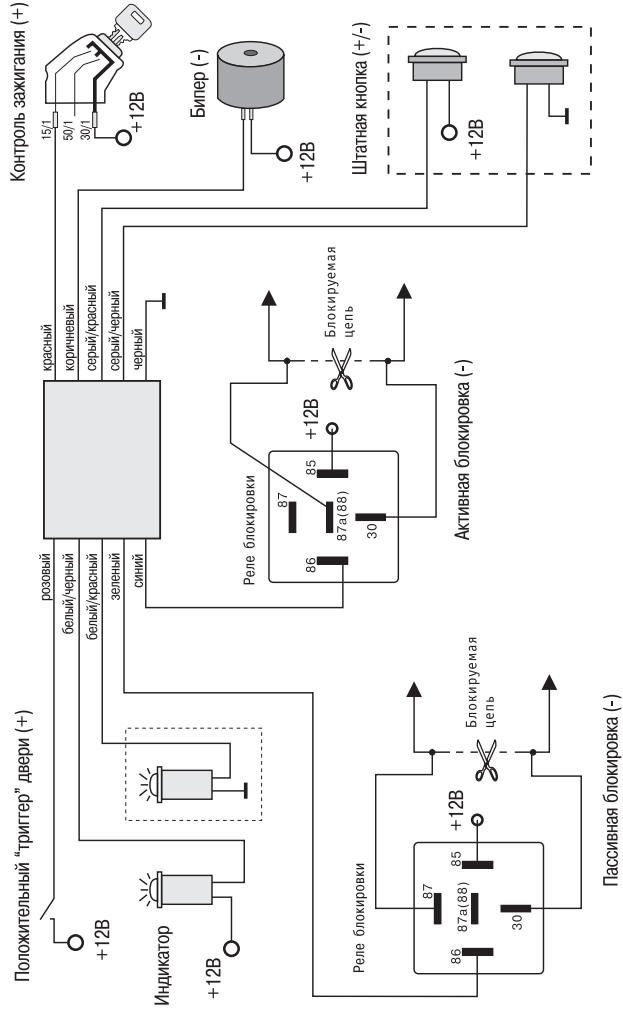 Контроль зажигания (+)
15/1
50/1
30/1
+12В
Бипер (-)
+12В
Штатная кнопка (+/-)
+12В
красный
коричневый
серый/красный
серый/черный
черный
Блокируемая
цепь
+12В
Реле блокировки
85
87
87a(88)
30
86
Активная блокировка (-)
розовый
белый/черный
белый/красный
зеленый
синий
Положительный “триггер” двери (+)
+12В
Индикатор
+12В
Блокируемая
цепь
+12В
Реле блокировки
85
87
87a(88)
30
86
Пассивная блокировка (-)